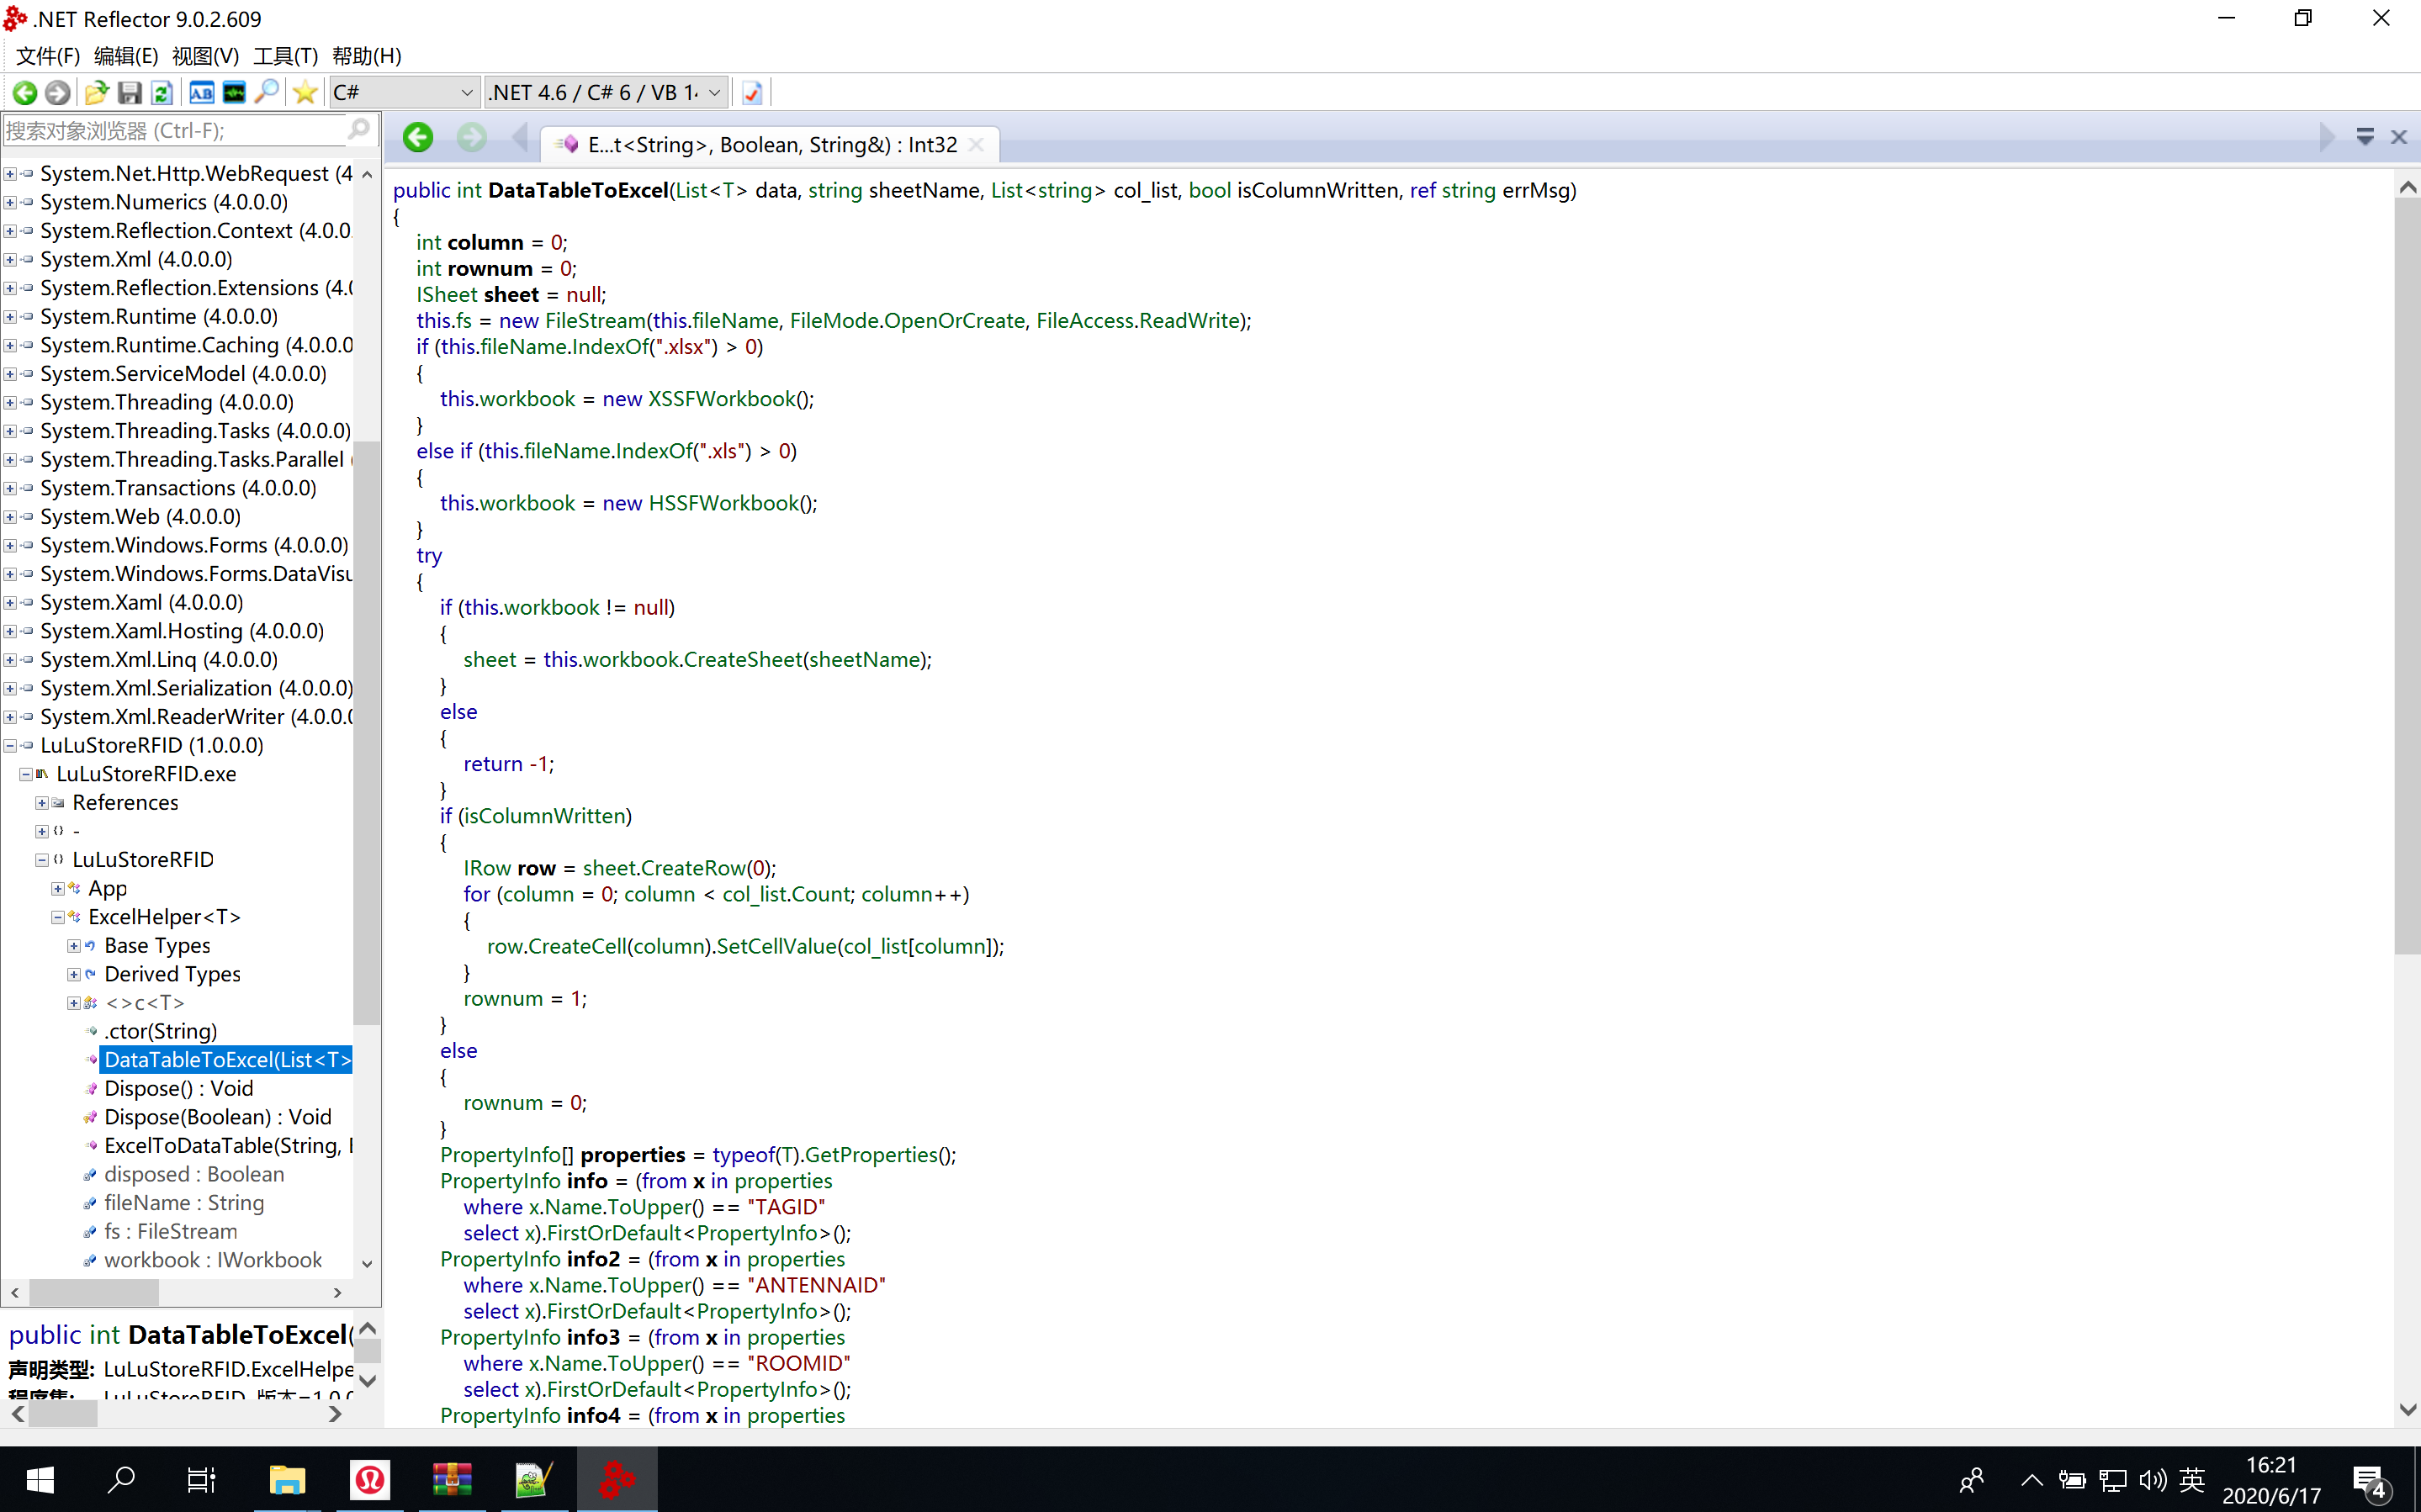 .NET Reflector 9.0.2.609
文件(F) 编辑(E) 视图(V) 工具(T) 帮助(H)
C#
.NET 4.6 / C# 6 / VB 1
搜索对象浏览器 (Ctrl-F);
E...t<String>, Boolean, String&) : Int32
System.Net.Http.WebRequest (4
System.Numerics (4.0.0.0)
System.Reflection.Context (4.0.0.
System.Xml (4.0.0.0)
System.Reflection.Extensions (4.0
System.Runtime (4.0.0.0)
System.Runtime.Caching (4.0.0.0
System.ServiceModel (4.0.0.0)
System.Threading (4.0.0.0)
System.Threading.Tasks (4.0.0.0)
System.Threading.Tasks.Parallel (
System.Transactions (4.0.0.0)
System.Web (4.0.0.0)
System.Windows.Forms (4.0.0.0)
System.Windows.Forms.DataVisu
System.Xaml (4.0.0.0)
System.Xaml.Hosting (4.0.0.0)
System.Xml.Linq (4.0.0.0)
System.Xml.Serialization (4.0.0.0)
System.Xml.ReaderWriter (4.0.0.0
LuLuStoreRFID (1.0.0.0)
LuLuStoreRFID.exe
References
{} -
{} LuLuStoreRFID
App
ExcelHelper<T>
Base Types
Derived Types
<>c<T>
.ctor(String)
DataTableToExcel(List<T>
Dispose() : Void
Dispose(Boolean) : Void
ExcelToDataTable(String, B
disposed : Boolean
fileName : String
fs : FileStream
workbook : IWorkbook
public int DataTableToExcel(
声明类型: LuLuStoreRFID.ExcelHelpe
程序集: LuLuStoreRFID, 版本=1.0.0
public int DataTableToExcel(List<T> data, string sheetName, List<string> col_list, bool isColumnWritten, ref string errMsg)
{
int column = 0;
int rownum = 0;
ISheet sheet = null;
this.fs = new FileStream(this.fileName, FileMode.OpenOrCreate, FileAccess.ReadWrite);
if (this.fileName.IndexOf(".xlsx") > 0)
{
this.workbook = new XSSFWorkbook();
}
else if (this.fileName.IndexOf(".xls") > 0)
{
this.workbook = new HSSFWorkbook();
}
try
{
if (this.workbook != null)
{
sheet = this.workbook.CreateSheet(sheetName);
}
else
{
return -1;
}
if (isColumnWritten)
{
IRow row = sheet.CreateRow(0);
for (column = 0; column < col_list.Count; column++)
{
row.CreateCell(column).SetCellValue(col_list[column]);
}
rownum = 1;
}
else
{
rownum = 0;
}
PropertyInfo[] properties = typeof(T).GetProperties();
PropertyInfo info = (from x in properties
where x.Name.ToUpper() == "TAGID"
select x).FirstOrDefault<PropertyInfo>();
PropertyInfo info2 = (from x in properties
where x.Name.ToUpper() == "ANTENNAID"
select x).FirstOrDefault<PropertyInfo>();
PropertyInfo info3 = (from x in properties
where x.Name.ToUpper() == "ROOMID"
select x).FirstOrDefault<PropertyInfo>();
PropertyInfo info4 = (from x in properties
英
16:21
2020/6/17
4